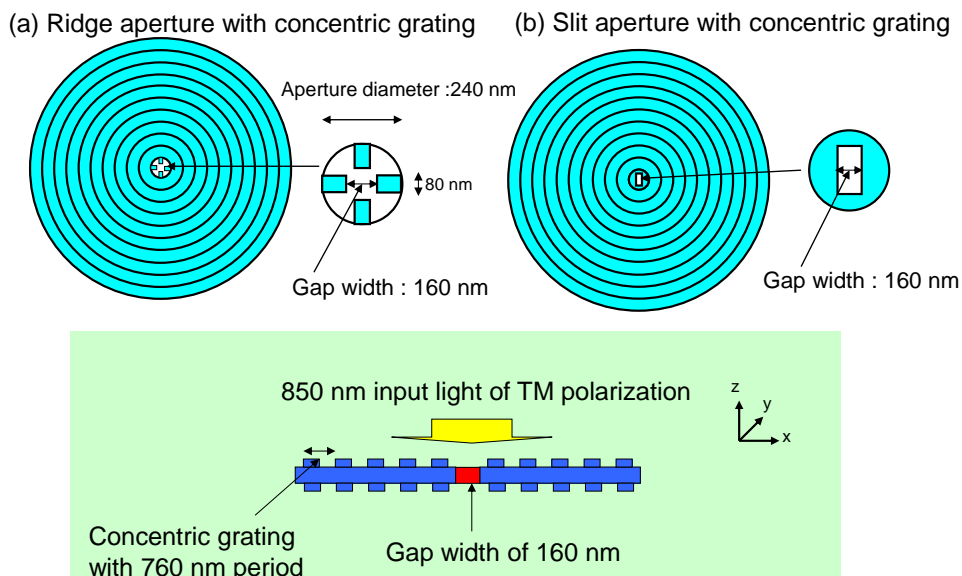 (a) Ridge aperture with concentric grating
(b) Slit aperture with concentric grating
Aperture diameter :240 nm
80 nm
Gap width : 160 nm
Gap width : 160 nm
850 nm input light of TM polarization
z
y
x
Concentric grating
with 760 nm period
Gap width of 160 nm